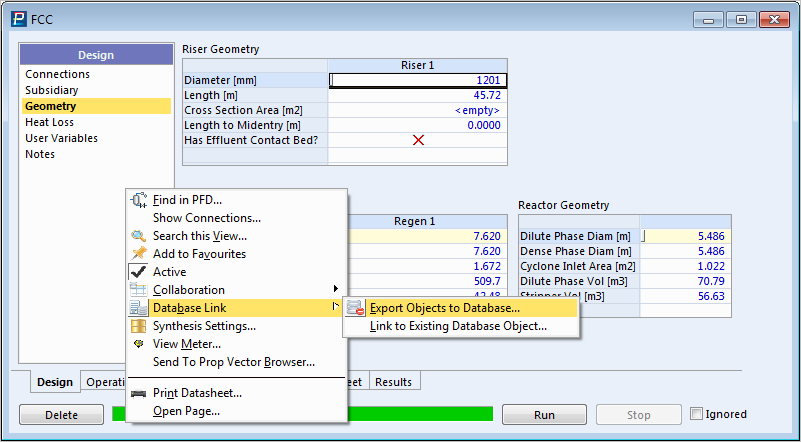 FCC
Design
Connections
Subsidiary
Geometry
Heat Loss
User Variables
Notes
Riser Geometry
Riser 1
Diameter [mm] 1201
Length [m] 45.72
Cross Section Area [m2] <empty>
Length to Midentry [m] 0.0000
Has Effluent Contact Bed?
Regen 1
7.620
7.620
1.672
509.7
42.48
Reactor Geometry
Dilute Phase Diam [m] 5.486
Dense Phase Diam [m] 5.486
Cyclone Inlet Area [m2] 1.022
Dilute Phase Vol [m3] 70.79
Stripper Vol [m3] 56.63
Find in PFD...
Show Connections...
Search this View...
Add to Favourites
Active
Collaboration
Database Link
Synthesis Settings...
View Meter...
Send To Prop Vector Browser...
Print Datasheet...
Open Page...
Export Objects to Database...
Link to Existing Database Object...
Design Operati eet Results
Delete Run Stop Ignored